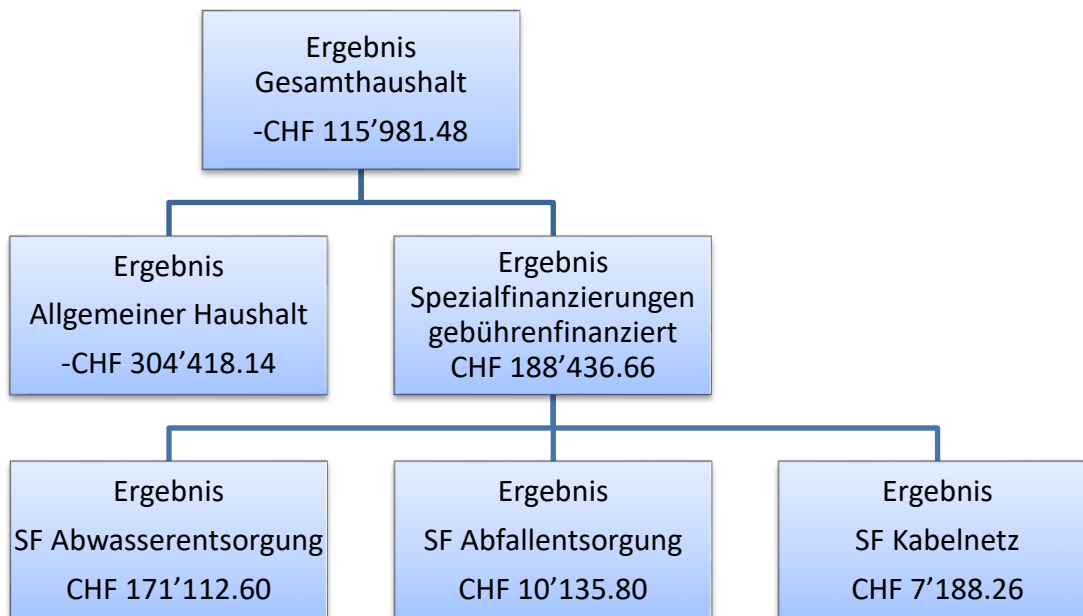 Ergebnis
Gesamthaushalt
-CHF 115’981.48
Ergebnis
Allgemeiner Haushalt
-CHF 304’418.14
Ergebnis
Spezialfinanzierungen
gebührenfinanziert
CHF 188’436.66
Ergebnis
SF Abwasserentsorgung
CHF 171’112.60
Ergebnis
SF Abfallentsorgung
CHF 10’135.80
Ergebnis
SF Kabelnetz
CHF 7’188.26